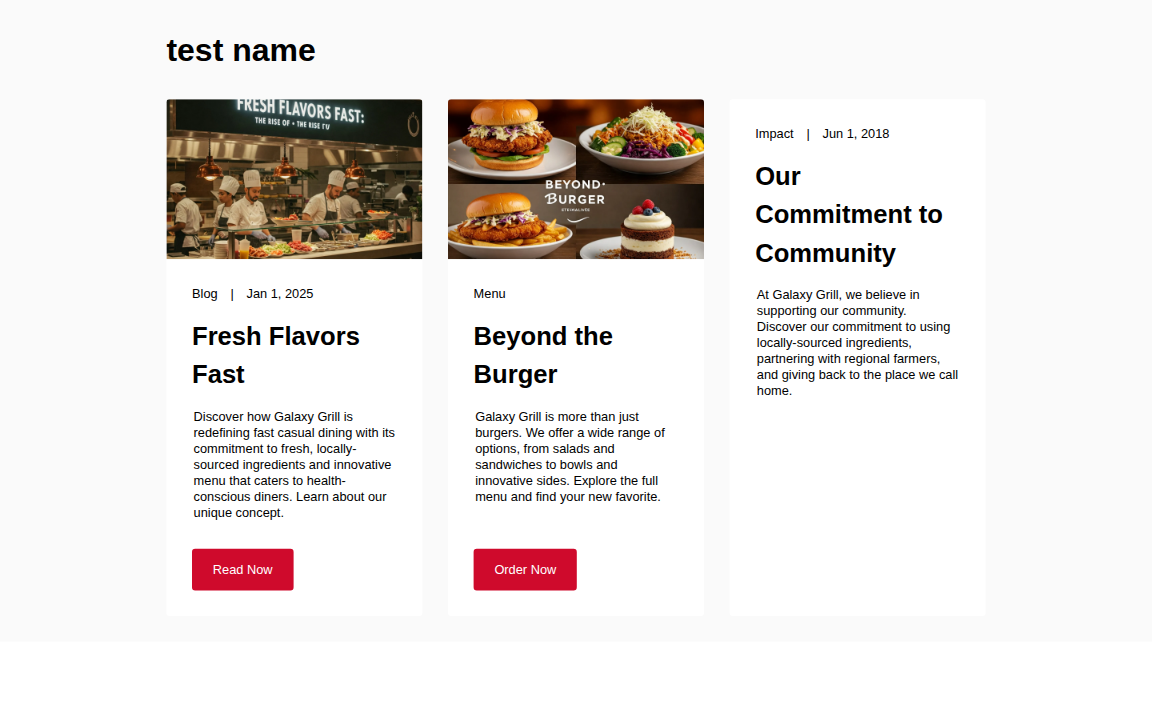 test name
FRESH FLAVORS FAST:
THE RISE OF • THE RISE
Blog | Jan 1, 2025
Fresh Flavors
Fast
Discover how Galaxy Grill is
redefining fast casual dining with its
commitment to fresh, locally-
sourced ingredients and innovative
menu that caters to health-
conscious diners. Learn about our
unique concept.
Read Now
BEYOND·
BURGER
Menu
Beyond the
Burger
Galaxy Grill is more than just
burgers. We offer a wide range of
options, from salads and
sandwiches to bowls and
innovative sides. Explore the full
menu and find your new favorite.
Order Now
Impact | Jun 1, 2018
Our
Commitment to
Community
At Galaxy Grill, we believe in
supporting our community.
Discover our commitment to using
locally-sourced ingredients,
partnering with regional farmers,
and giving back to the place we call
home.